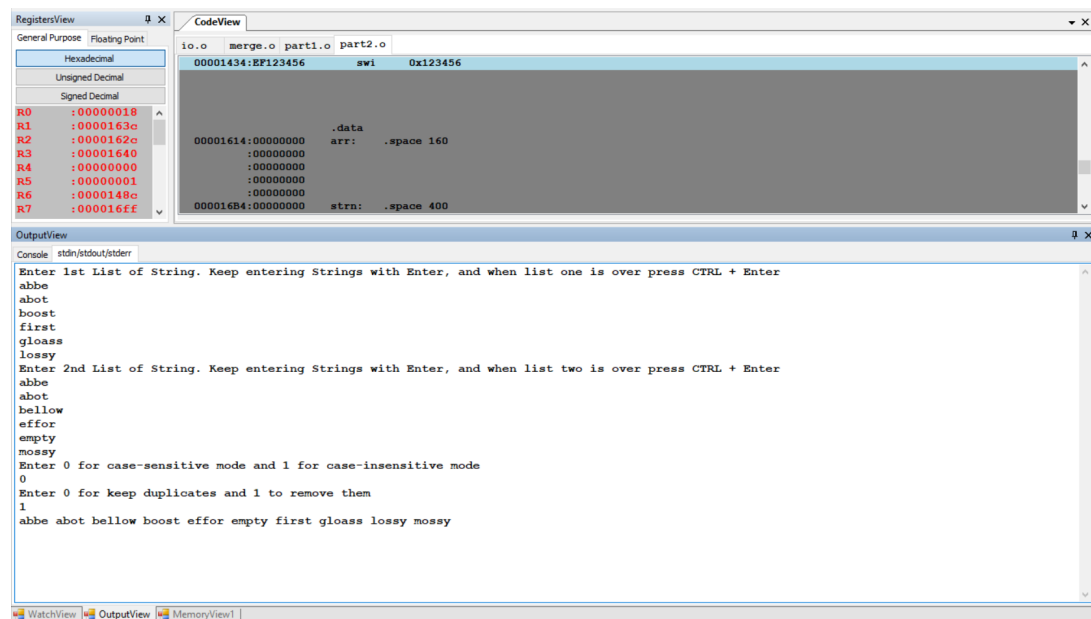 RegistersView
General Purpose Floating Point
Hexadecimal
Unsigned Decimal
Signed Decimal
R0 :00000018
R1 :0000163c
R2 :0000162c
R3 :00001640
R4 :00000000
R5 :00000001
R6 :0000148c
R7 :000016ff
CodeView
io.o merge.o part1.o part2.o
00001434:EF123456 swi 0x123456
.data
00001614:00000000 arr: .space 160
:00000000
:00000000
:00000000
:00000000
000016B4:00000000 strn: .space 400
OutputView
Console stdin/stdout/stderr
Enter 1st List of String. Keep entering Strings with Enter, and when list one is over press CTRL + Enter
abbe
abot
boost
first
gloass
lossy
Enter 2nd List of String. Keep entering Strings with Enter, and when list two is over press CTRL + Enter
abbe
abot
bellow
effor
empty
mossy
Enter 0 for case-sensitive mode and 1 for case-insensitive mode
0
Enter 0 for keep duplicates and 1 to remove them
1
abbe abot bellow boost effor empty first gloass lossy mossy
WatchView OutputView MemoryView1